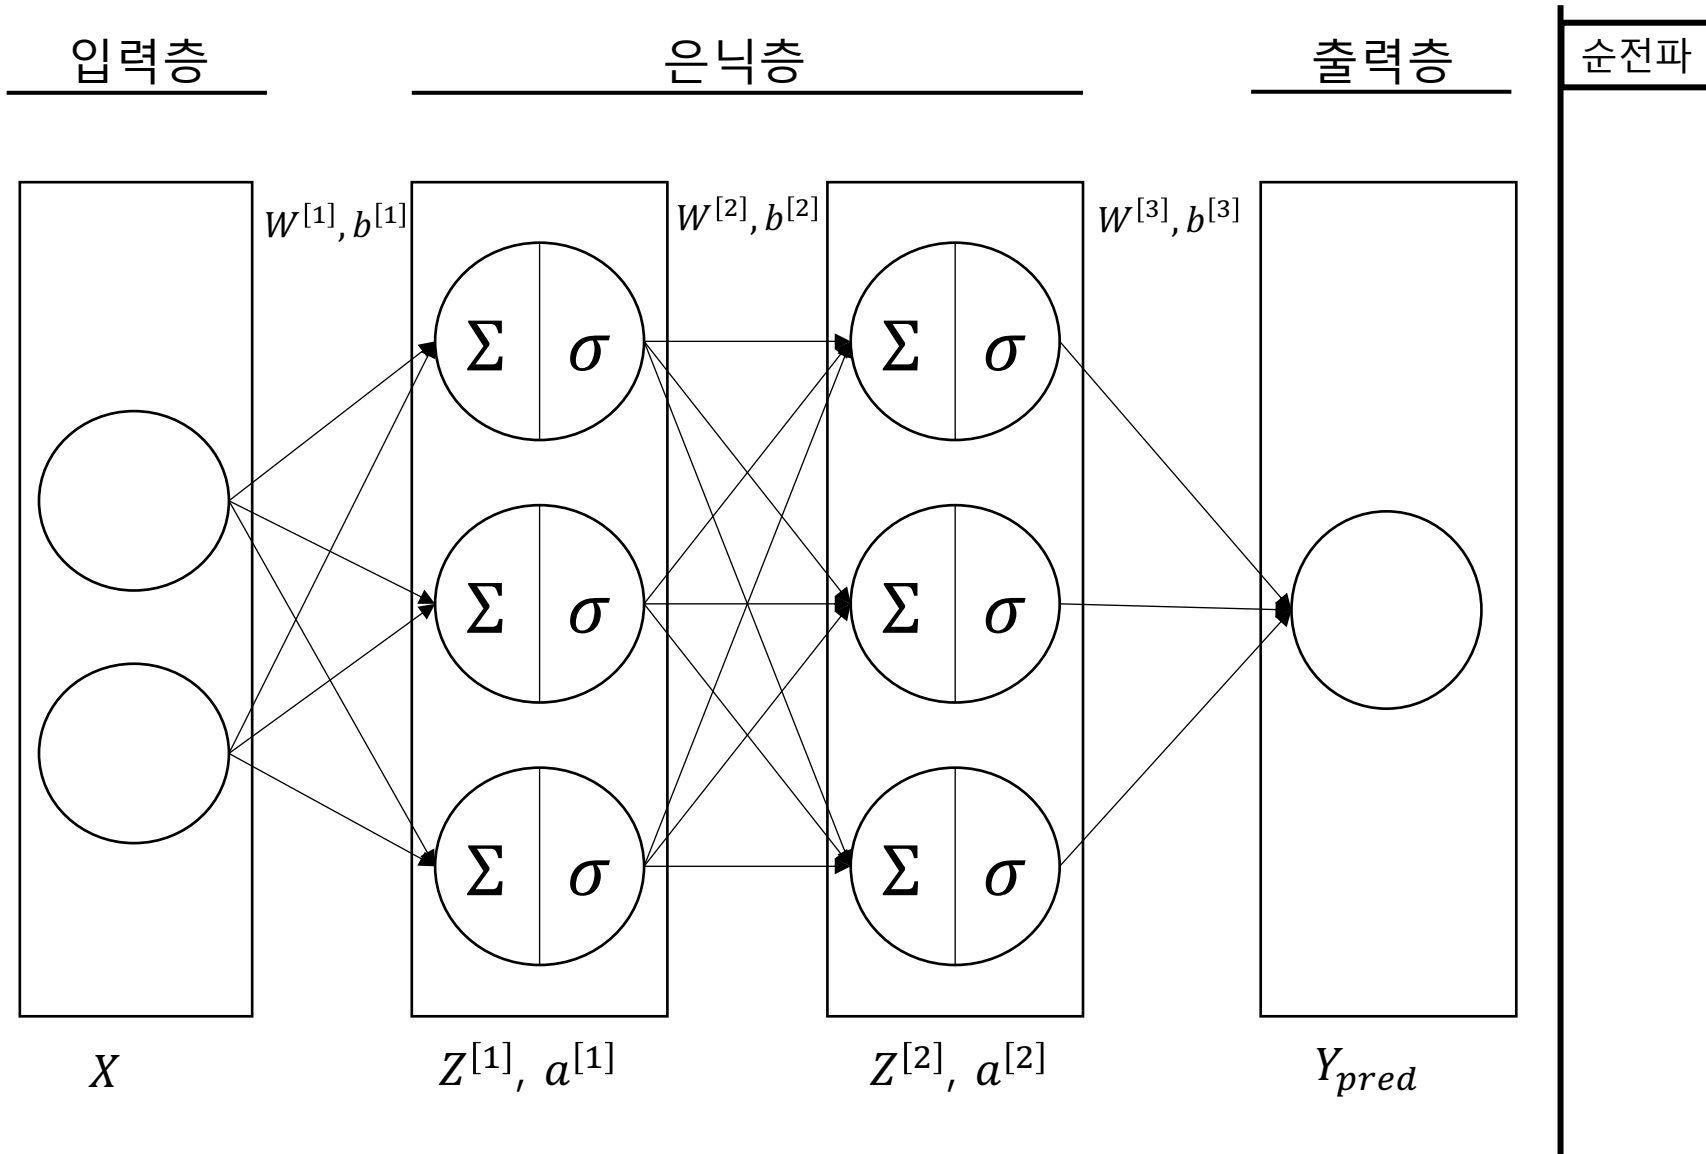 입력층 은닉층 출력층 순전파
W^[1], b^[1] W^[2], b^[2] W^[3], b^[3]
Σ σ Σ σ
Σ σ Σ σ
Σ σ Σ σ
X Z^[1], a^[1] Z^[2], a^[2] Y_pred